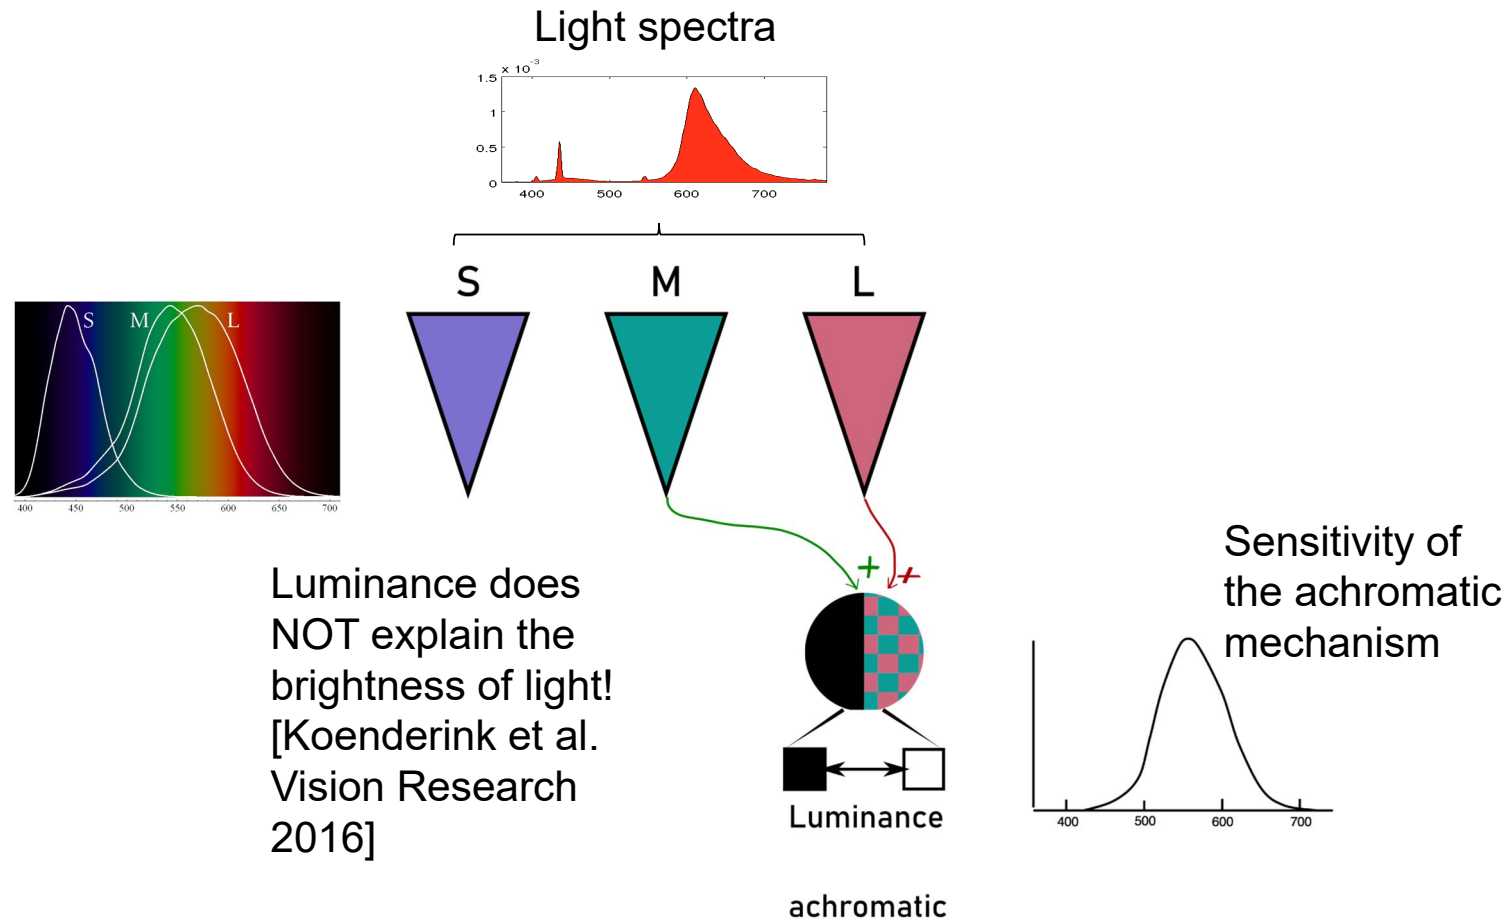 Light spectra
x 10⁻³
1.5
1
0.5
0
400 500 600 700
S M L
S M L
400 450 500 550 600 650 700
+ +
Luminance does
NOT explain the
brightness of light!
[Koenderink et al.
Vision Research
2016]
Sensitivity of
the achromatic
mechanism
400 500 600 700
Luminance
achromatic